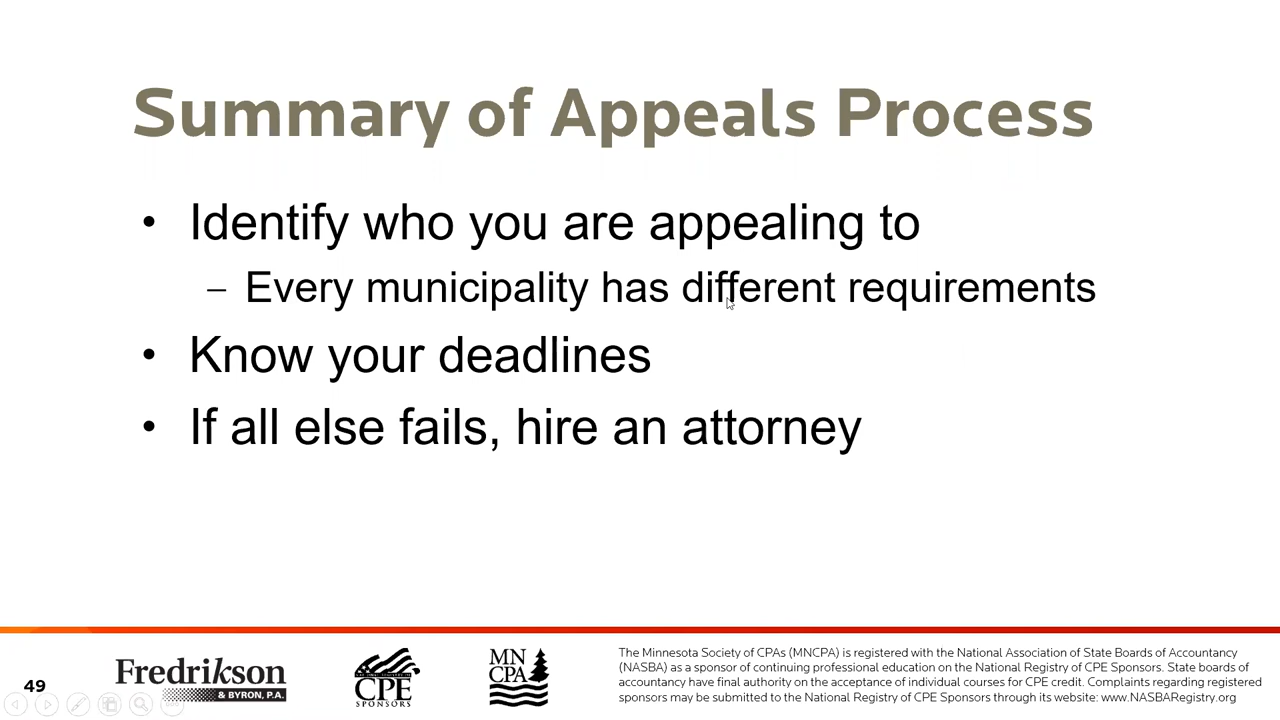 Summary of Appeals Process
• Identify who you are appealing to
– Every municipality has different requirements
• Know your deadlines
• If all else fails, hire an attorney
49
Fredrikson
& BYRON, P.A.
CPE
SPONSORS
MN
CPA
The Minnesota Society of CPAs (MNCPA) is registered with the National Association of State Boards of Accountancy
(NASBA) as a sponsor of continuing professional education on the National Registry of CPE Sponsors. State boards of
accountancy have final authority on the acceptance of individual courses for CPE credit. Complaints regarding registered
sponsors may be submitted to the National Registry of CPE Sponsors through its website: www.NASBARegistry.org